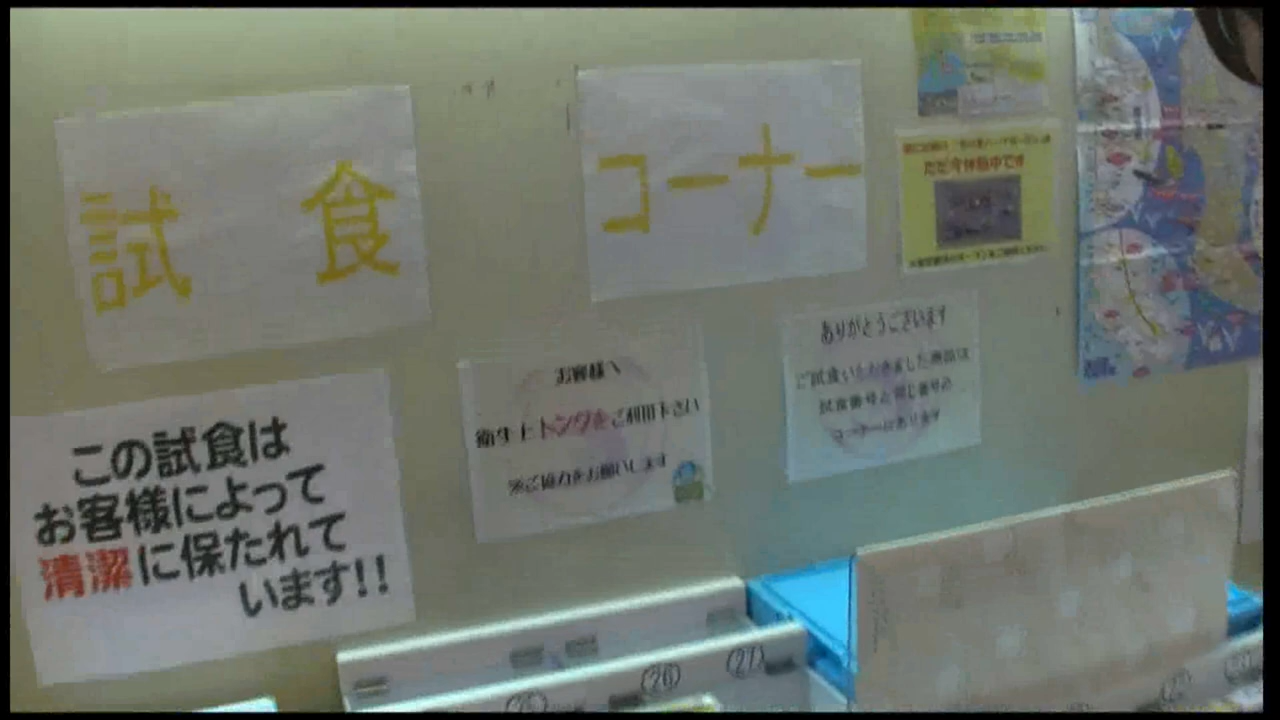 試食
コーナー
ただ今休園中です
この試食は
お客様によって
清潔に保たれて
います!!
お客様へ
衛生上トングをご利用下さい
※ご協力をお願いします
ありがとうございます
ご試食いただきました商品は
試食番号と同じ番号の
コーナーにあります
(26)
(27)